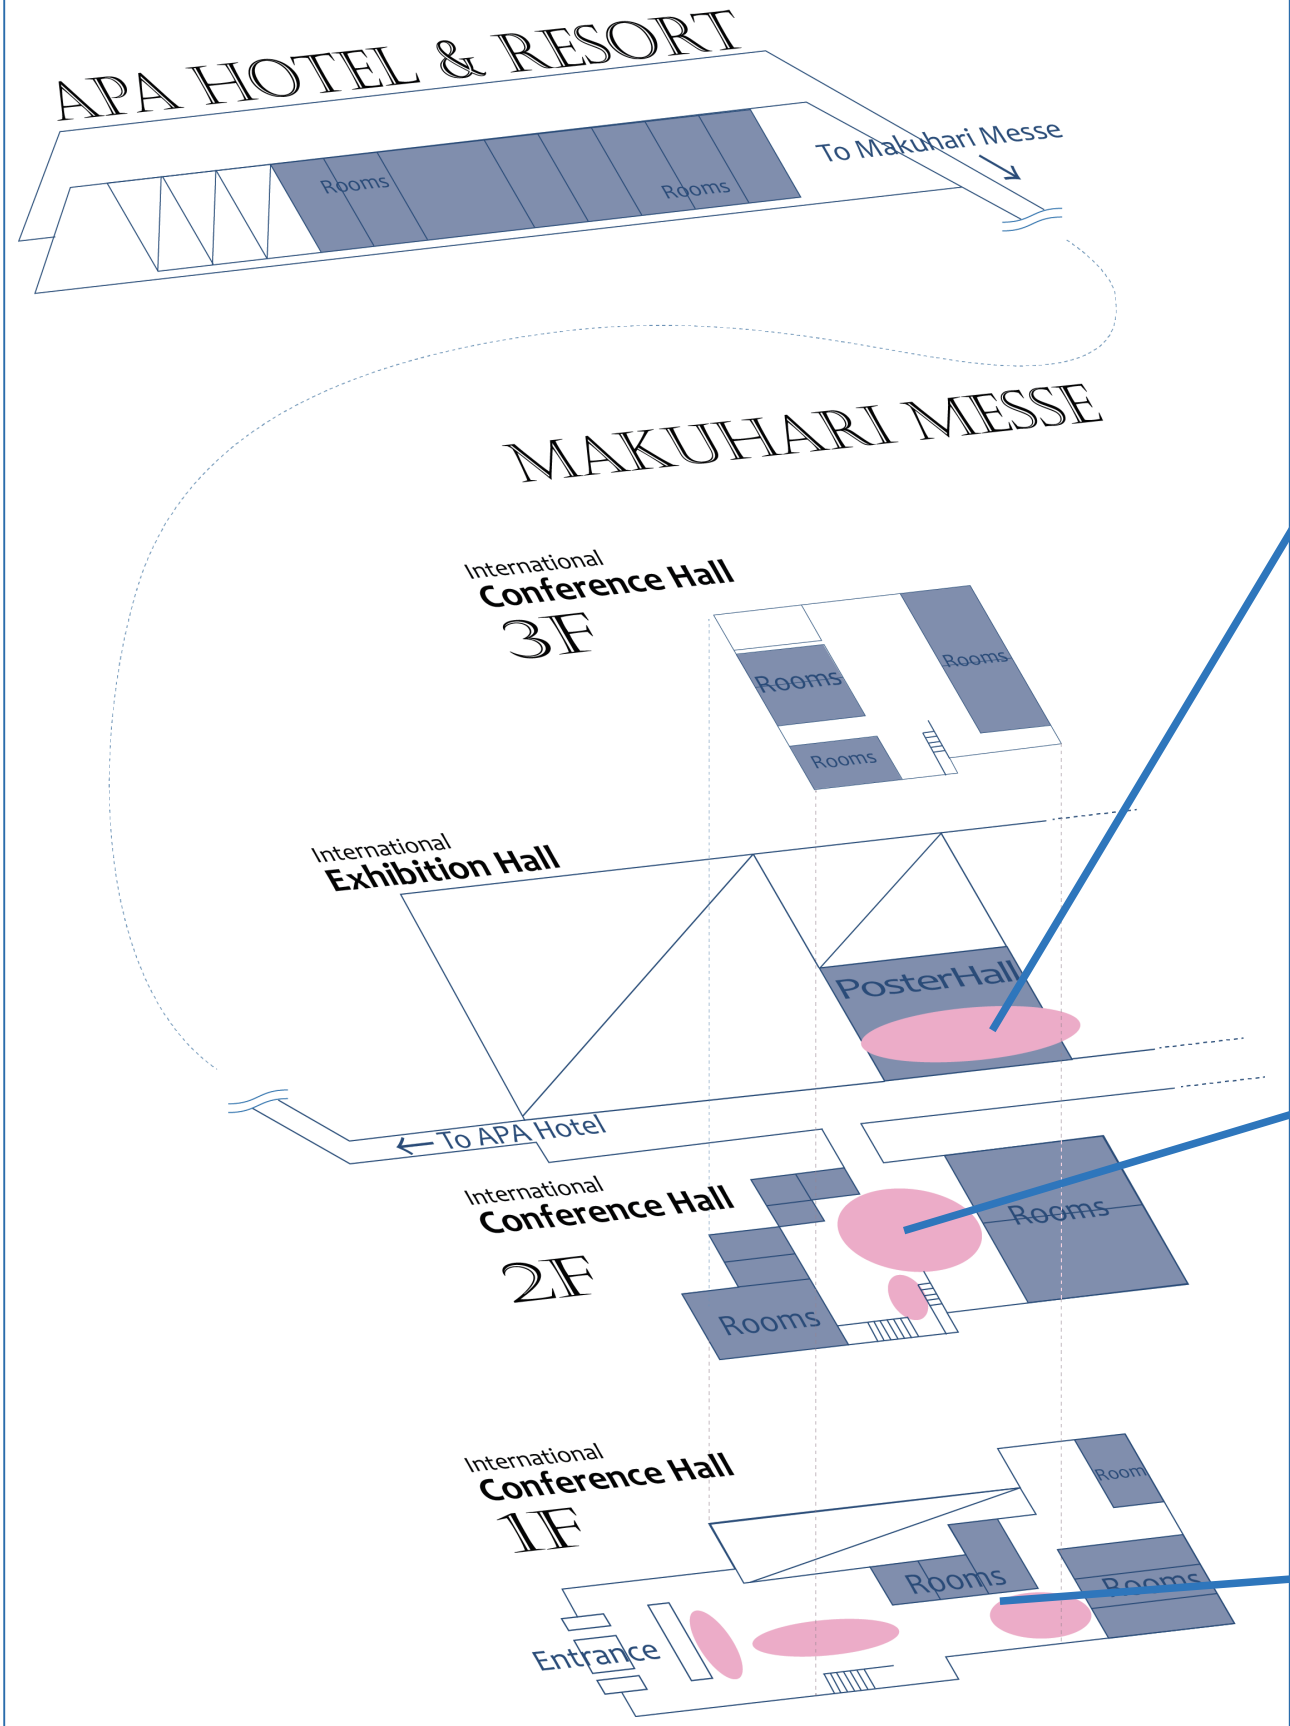 APA HOTEL & RESORT
To Makuhari Messe
Rooms
Rooms
MAKUHARI MESSE
International
Conference Hall
3F
Rooms
Rooms
Rooms
International
Exhibition Hall
PosterHall
To APA Hotel
International
Conference Hall
2F
Rooms
Rooms
International
Conference Hall
1F
Room
Rooms
Rooms
Entrance